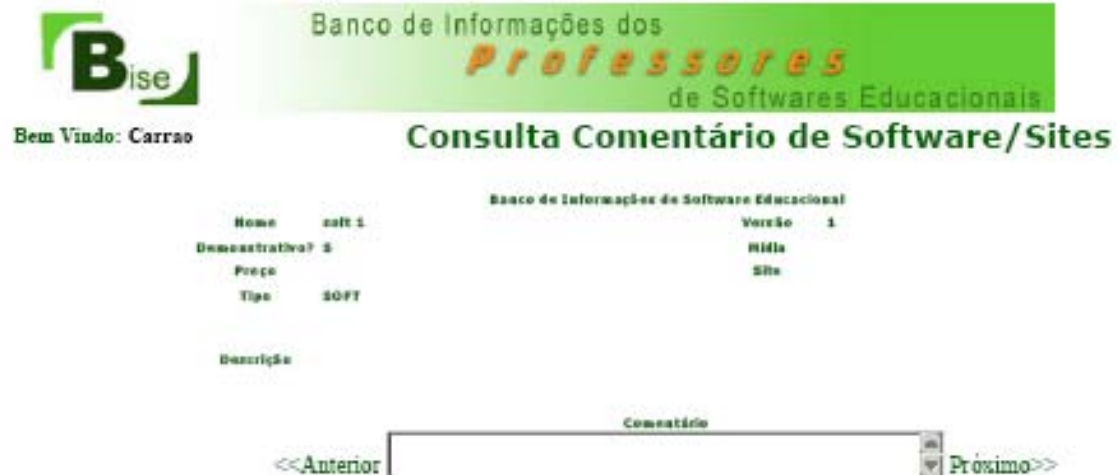 Bise
Banco de Informações dos
Professores
de Softwares Educacionais
Bem Vindo: Carrao
Consulta Comentário de Software/Sites
Banco de Informações de Software Educacional
Nome soft 1 Versão 1
Demonstrativo? S Mídia
Preço Site
Tipo SOFT
Descrição
Comentário
<<Anterior Próximo>>